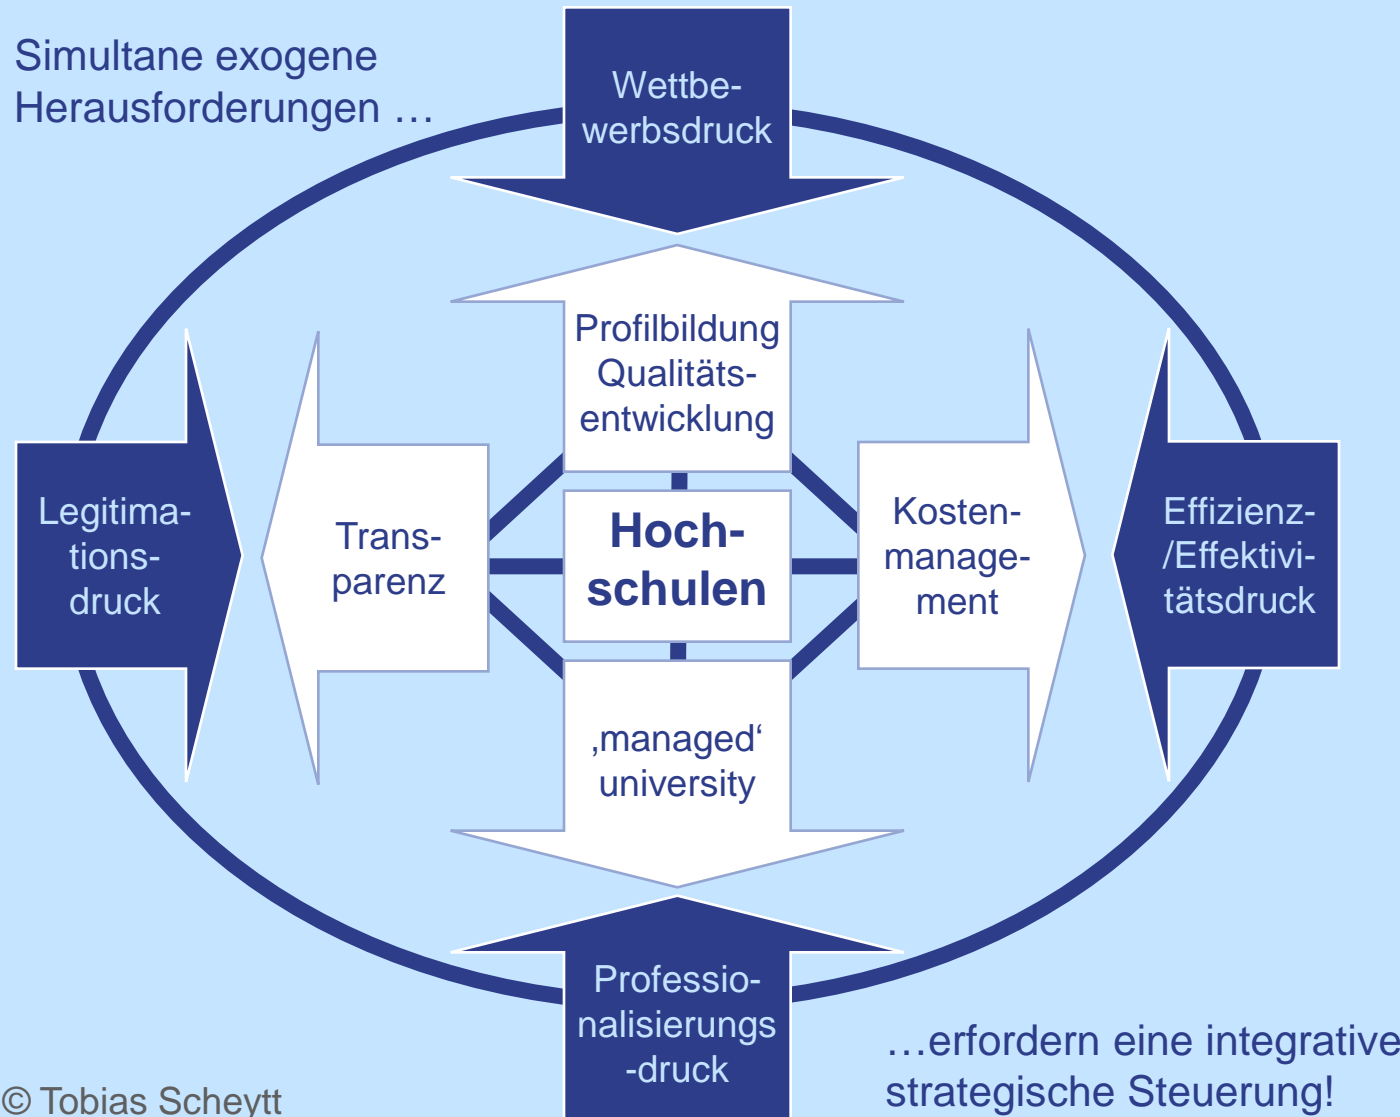 Simultane exogene
Herausforderungen …
Wettbe-
werbsdruck
Profilbildung
Qualitäts-
entwicklung
Legitima-
tions-
druck
Trans-
parenz
Hoch-
schulen
Kosten-
manage-
ment
Effizienz-
/Effektivi-
tätsdruck
‚managed‘
university
Professio-
nalisierungs
-druck
…erfordern eine integrative
strategische Steuerung!
© Tobias Scheytt